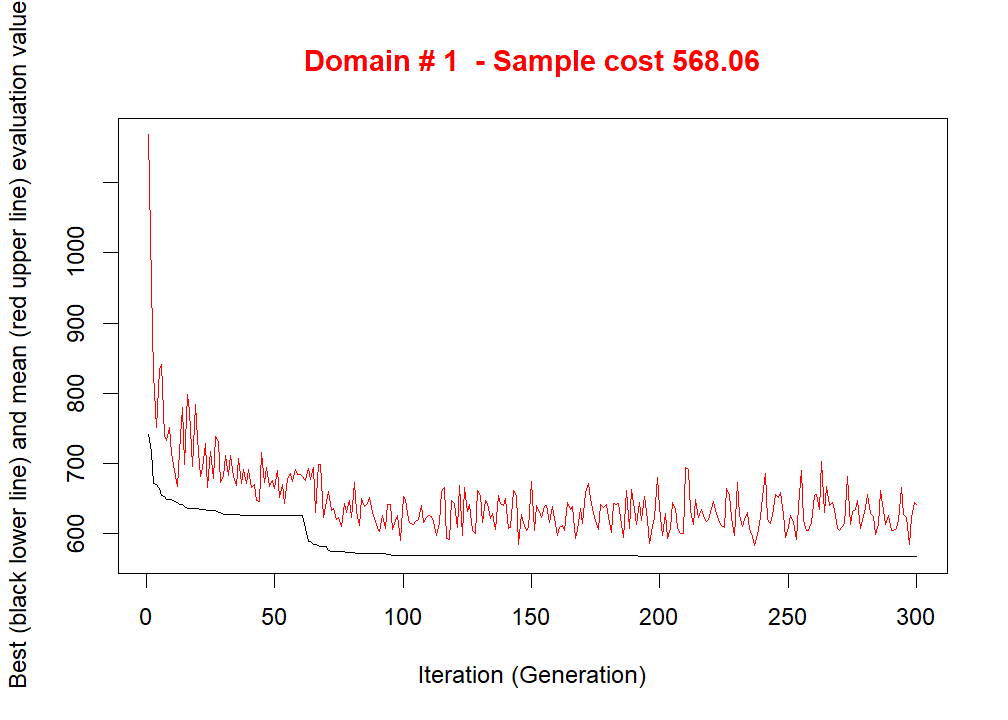 Domain # 1 - Sample cost 568.06
Best (black lower line) and mean (red upper line) evaluation value
1000
900
800
700
600
0 50 100 150 200 250 300
Iteration (Generation)